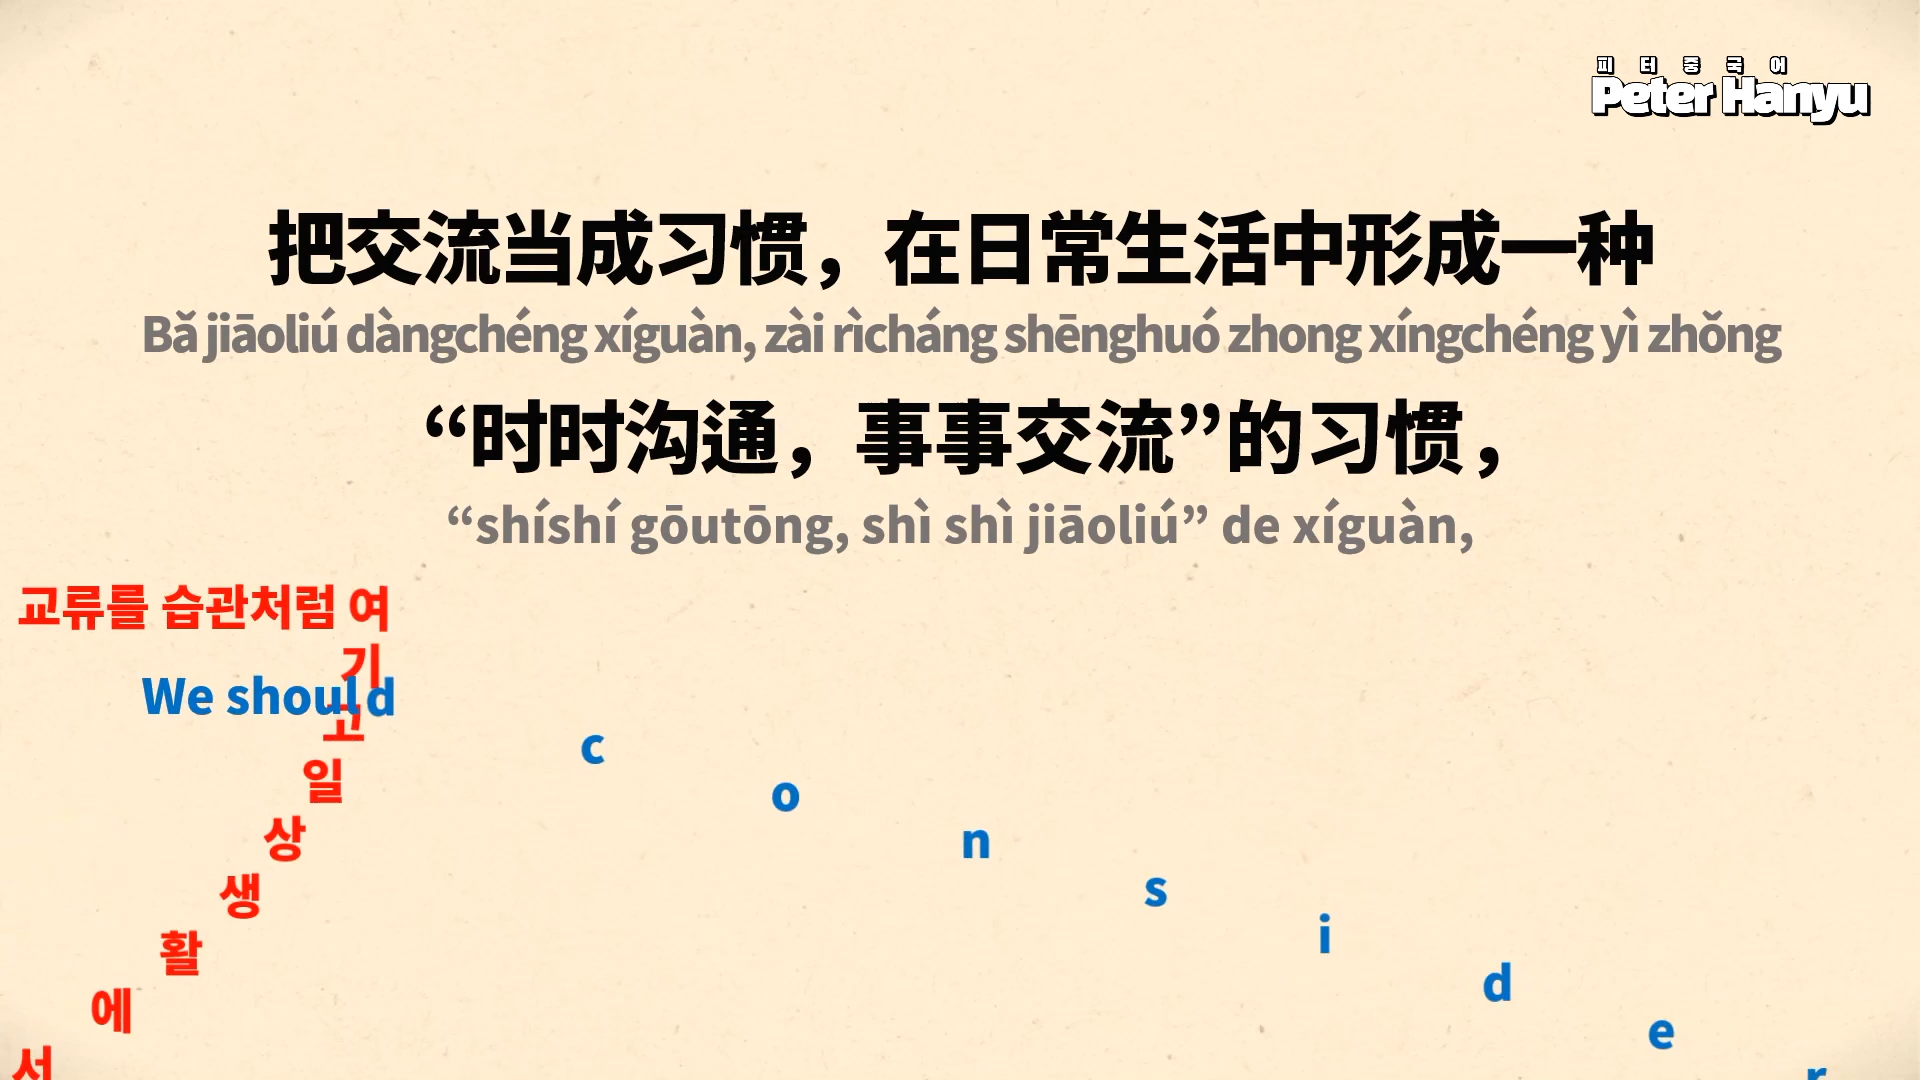 피터중국어
Peter Hanyu
把交流当成习惯，在日常生活中形成一种
Bǎ jiāoliú dàngchéng xíguàn, zài rìcháng shēnghuó zhong xíngchéng yì zhǒng
“时时沟通，事事交流”的习惯，
“shíshí gōutōng, shì shì jiāoliú” de xíguàn,
교류를 습관처럼 여기고 일상생활에서
We should consider